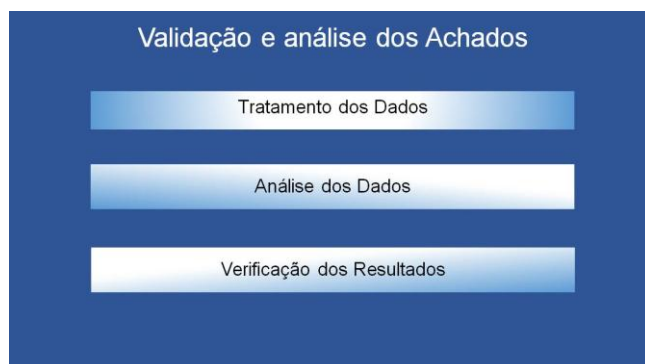 Validação e análise dos Achados
Tratamento dos Dados
Análise dos Dados
Verificação dos Resultados